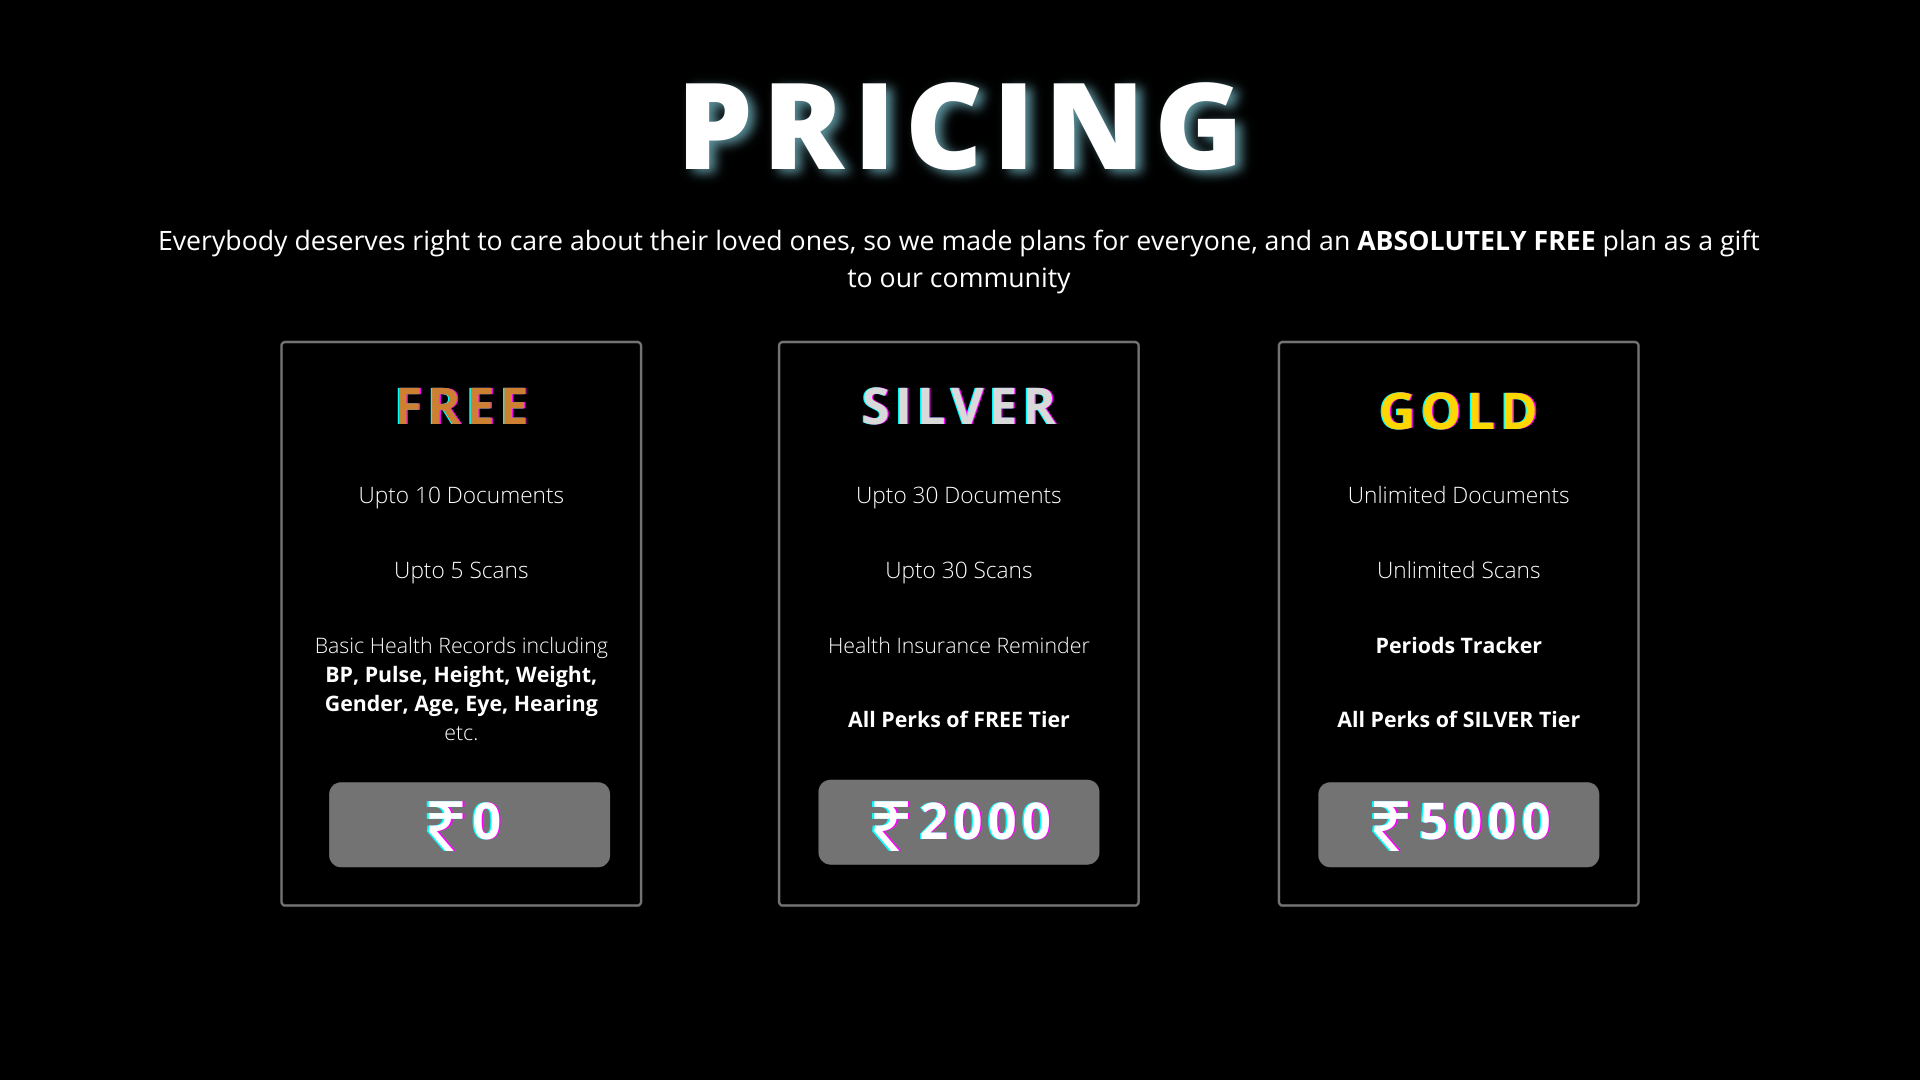 PRICING
Everybody deserves right to care about their loved ones, so we made plans for everyone, and an ABSOLUTELY FREE plan as a gift
to our community
FREE
Upto 10 Documents
Upto 5 Scans
Basic Health Records including
BP, Pulse, Height, Weight,
Gender, Age, Eye, Hearing
etc.
₹0
SILVER
Upto 30 Documents
Upto 30 Scans
Health Insurance Reminder
All Perks of FREE Tier
₹2000
GOLD
Unlimited Documents
Unlimited Scans
Periods Tracker
All Perks of SILVER Tier
₹5000